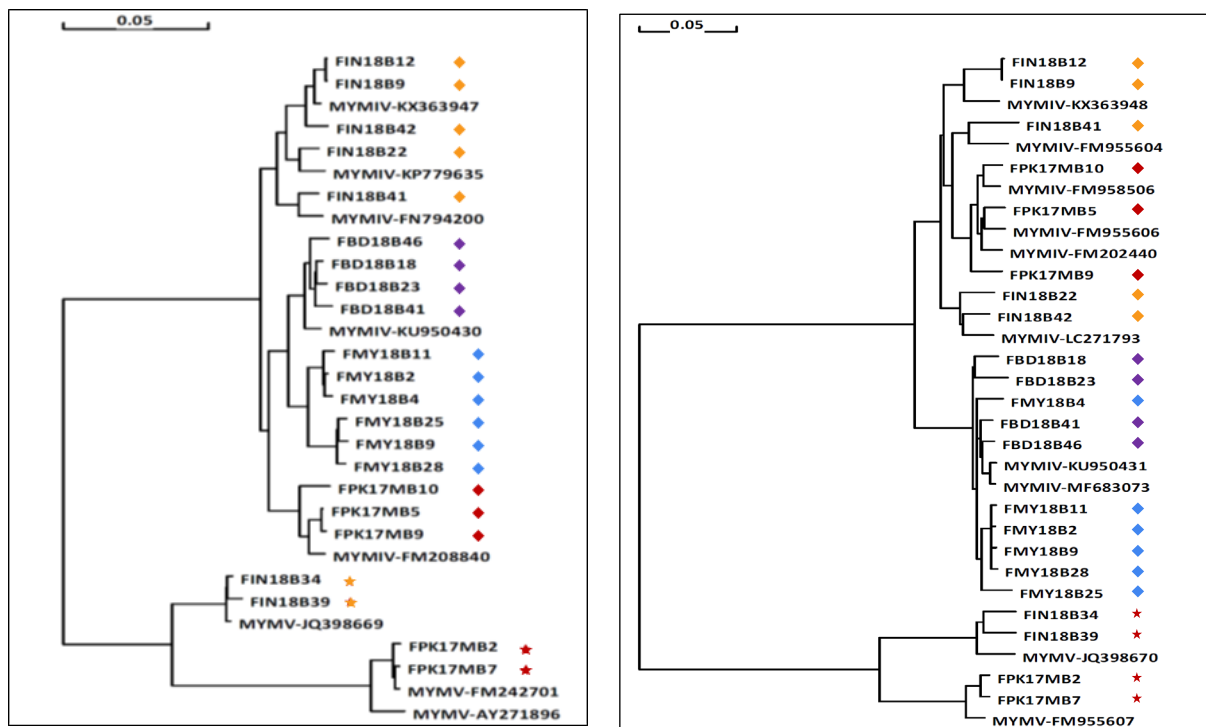 0.05
FIN18B12
FIN18B9
MYMIV-KX363947
FIN18B42
FIN18B22
MYMIV-KP779635
FIN18B41
MYMIV-FN794200
FBD18B46
FBD18B18
FBD18B23
FBD18B41
MYMIV-KU950430
FMY18B11
FMY18B2
FMY18B4
FMY18B25
FMY18B9
FMY18B28
FPK17MB10
FPK17MB5
FPK17MB9
MYMIV-FM208840
FIN18B34
FIN18B39
MYMV-JQ398669
FPK17MB2
FPK17MB7
MYMV-FM242701
MYMV-AY271896
0.05
FIN18B12
FIN18B9
MYMIV-KX363948
FIN18B41
MYMIV-FM955604
FPK17MB10
MYMIV-FM958506
FPK17MB5
MYMIV-FM955606
MYMIV-FM202440
FPK17MB9
FIN18B22
FIN18B42
MYMIV-LC271793
FBD18B18
FBD18B23
FMY18B4
FBD18B41
FBD18B46
MYMIV-KU950431
MYMIV-MF683073
FMY18B11
FMY18B2
FMY18B9
FMY18B28
FMY18B25
FIN18B34
FIN18B39
MYMV-JQ398670
FPK17MB2
FPK17MB7
MYMV-FM955607